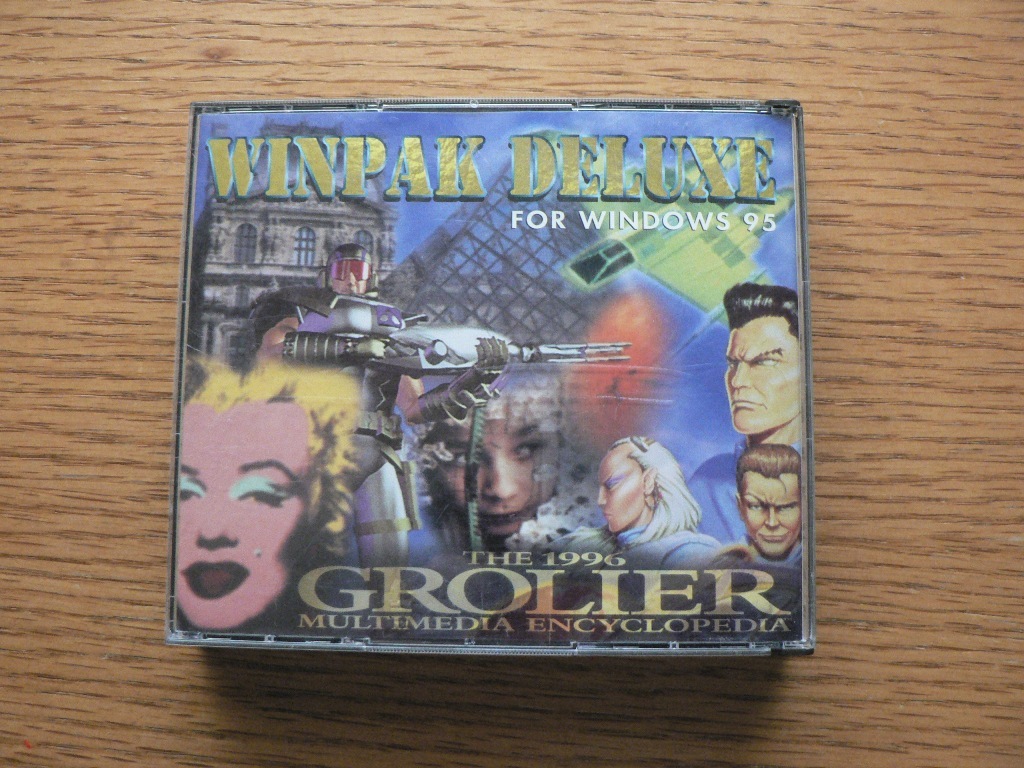 WINPAK DELUXE
FOR WINDOWS 95
THE 1996
GROLIER
MULTIMEDIA ENCYCLOPEDIA